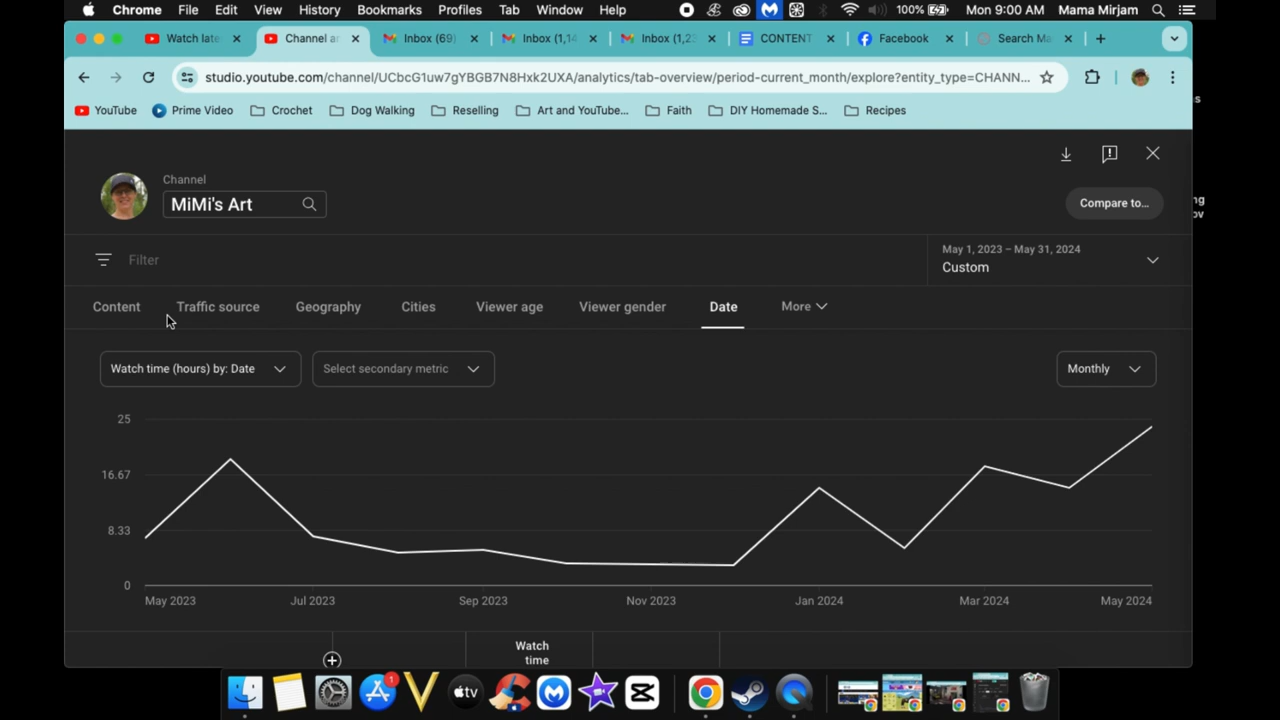 Chrome File Edit View History Bookmarks Profiles Tab Window Help 100% Mon 9:00 AM Mama Mirjam
Watch late Channel an Inbox (69) Inbox (1,14 Inbox (1,23 CONTENT Facebook Search Ma
studio.youtube.com/channel/UCbcG1uw7gYBGB7N8Hxk2UXA/analytics/tab-overview/period-current_month/explore?entity_type=CHANN...
YouTube Prime Video Crochet Dog Walking Reselling Art and YouTube... Faith DIY Homemade S... Recipes
Channel
MiMi's Art
Compare to...
Filter
May 1, 2023 – May 31, 2024
Custom
Content Traffic source Geography Cities Viewer age Viewer gender Date More
Watch time (hours) by: Date Select secondary metric Monthly
25
16.67
8.33
0
May 2023 Jul 2023 Sep 2023 Nov 2023 Jan 2024 Mar 2024 May 2024
Watch
time
tv
1